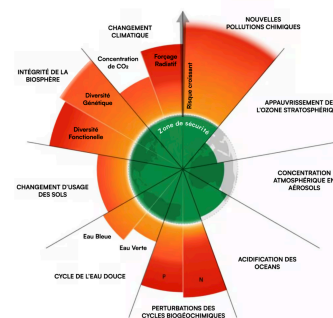 CHANGEMENT
CLIMATIQUE
NOUVELLES
POLLUTIONS CHIMIQUES
Concentration
de CO₂
Forçage
Radiatif
Risque croissant
INTÉGRITÉ DE LA
BIOSPHÈRE
Diversité
Génétique
Diversité
Fonctionelle
Zone de sécurité
APPAUVRISSEMENT DE
L'OZONE STRATOSPHÉRIQUE
CHANGEMENT D'USAGE
DES SOLS
CONCENTRATION
ATMOSPHÉRIQUE EN
AÉROSOLS
Eau Bleue
Eau Verte
CYCLE DE L'EAU DOUCE
P
N
ACIDIFICATION DES
OCEANS
PERTURBATIONS DES
CYCLES BIOGÉOCHIMIQUES